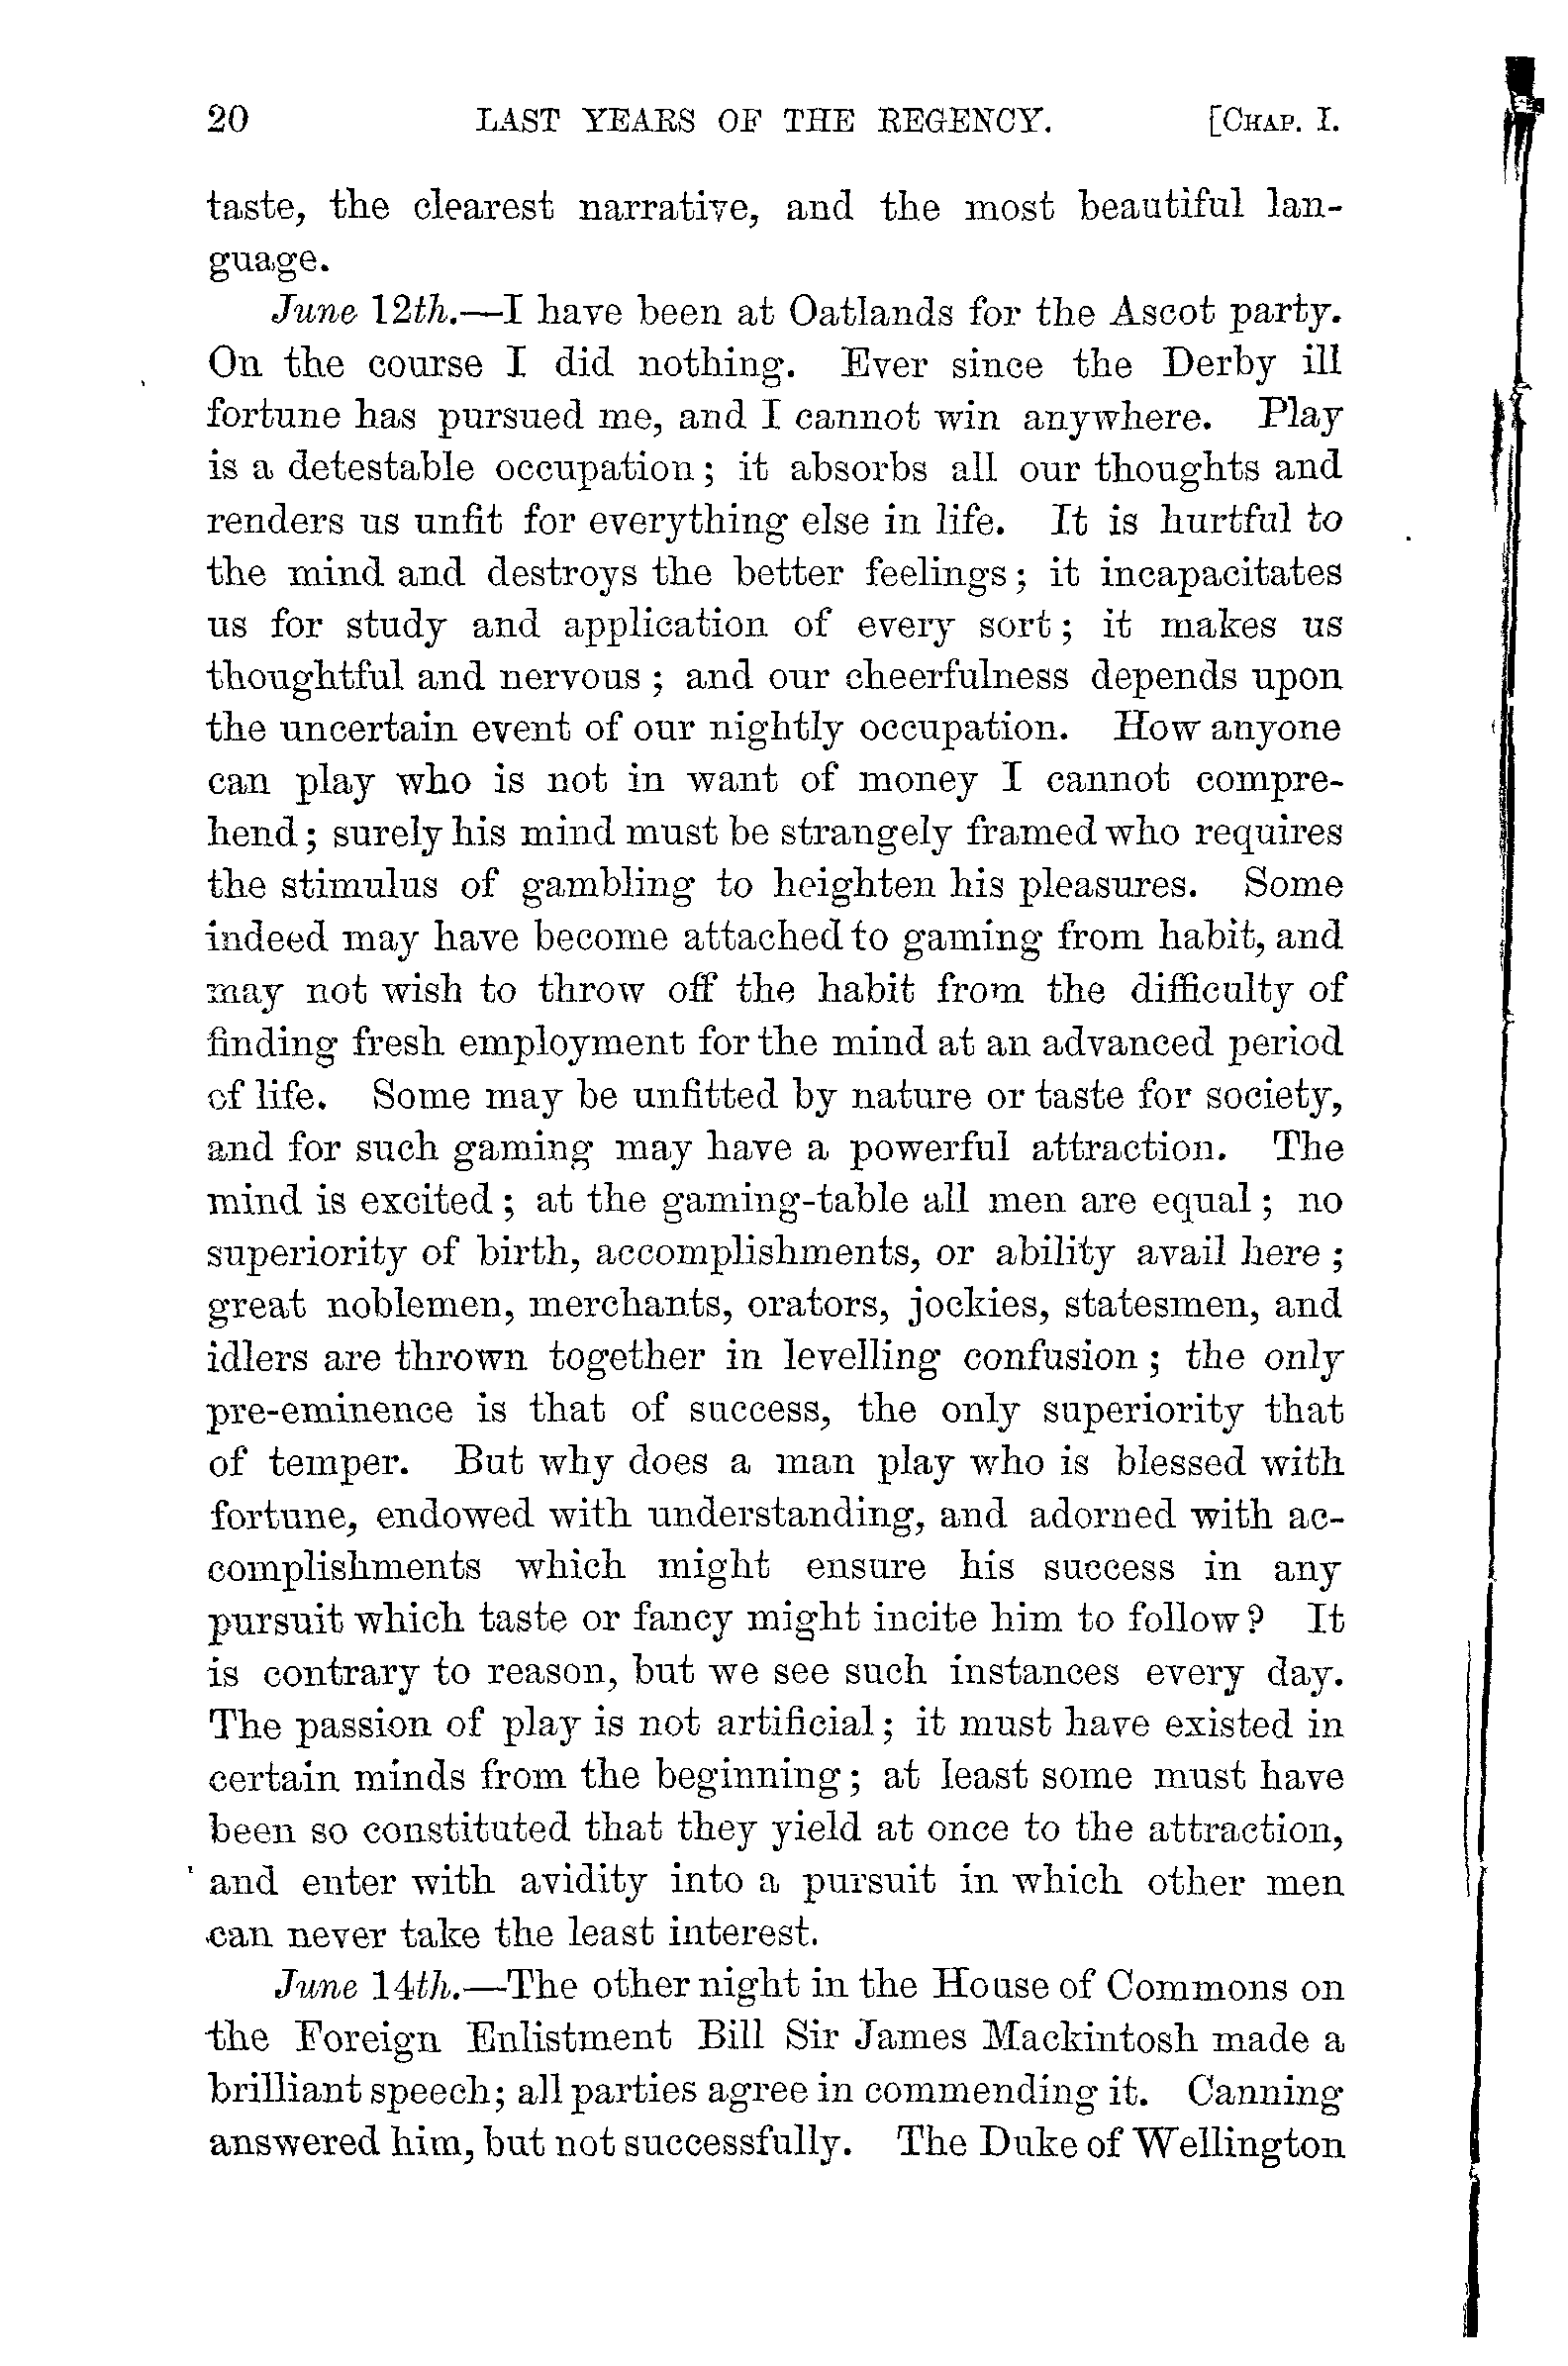 20 LAST YEARS OF THE REGENCY. [CHAP. I.
taste, the clearest narrative, and the most beautiful lan-
guage.
June 12th.—I have been at Oatlands for the Ascot party.
On the course I did nothing. Ever since the Derby ill
fortune has pursued me, and I cannot win anywhere. Play
is a detestable occupation; it absorbs all our thoughts and
renders us unfit for everything else in life. It is hurtful to
the mind and destroys the better feelings; it incapacitates
us for study and application of every sort; it makes us
thoughtful and nervous; and our cheerfulness depends upon
the uncertain event of our nightly occupation. How anyone
can play who is not in want of money I cannot compre-
hend; surely his mind must be strangely framed who requires
the stimulus of gambling to heighten his pleasures. Some
indeed may have become attached to gaming from habit, and
may not wish to throw off the habit from the difficulty of
finding fresh employment for the mind at an advanced period
of life. Some may be unfitted by nature or taste for society,
and for such gaming may have a powerful attraction. The
mind is excited; at the gaming-table all men are equal; no
superiority of birth, accomplishments, or ability avail here;
great noblemen, merchants, orators, jockies, statesmen, and
idlers are thrown together in levelling confusion; the only
pre-eminence is that of success, the only superiority that
of temper. But why does a man play who is blessed with
fortune, endowed with understanding, and adorned with ac-
complishments which might ensure his success in any
pursuit which taste or fancy might incite him to follow? It
is contrary to reason, but we see such instances every day.
The passion of play is not artificial; it must have existed in
certain minds from the beginning; at least some must have
been so constituted that they yield at once to the attraction,
and enter with avidity into a pursuit in which other men
can never take the least interest.
June 14th.—The other night in the House of Commons on
the Foreign Enlistment Bill Sir James Mackintosh made a
brilliant speech; all parties agree in commending it. Canning
answered him, but not successfully. The Duke of Wellington